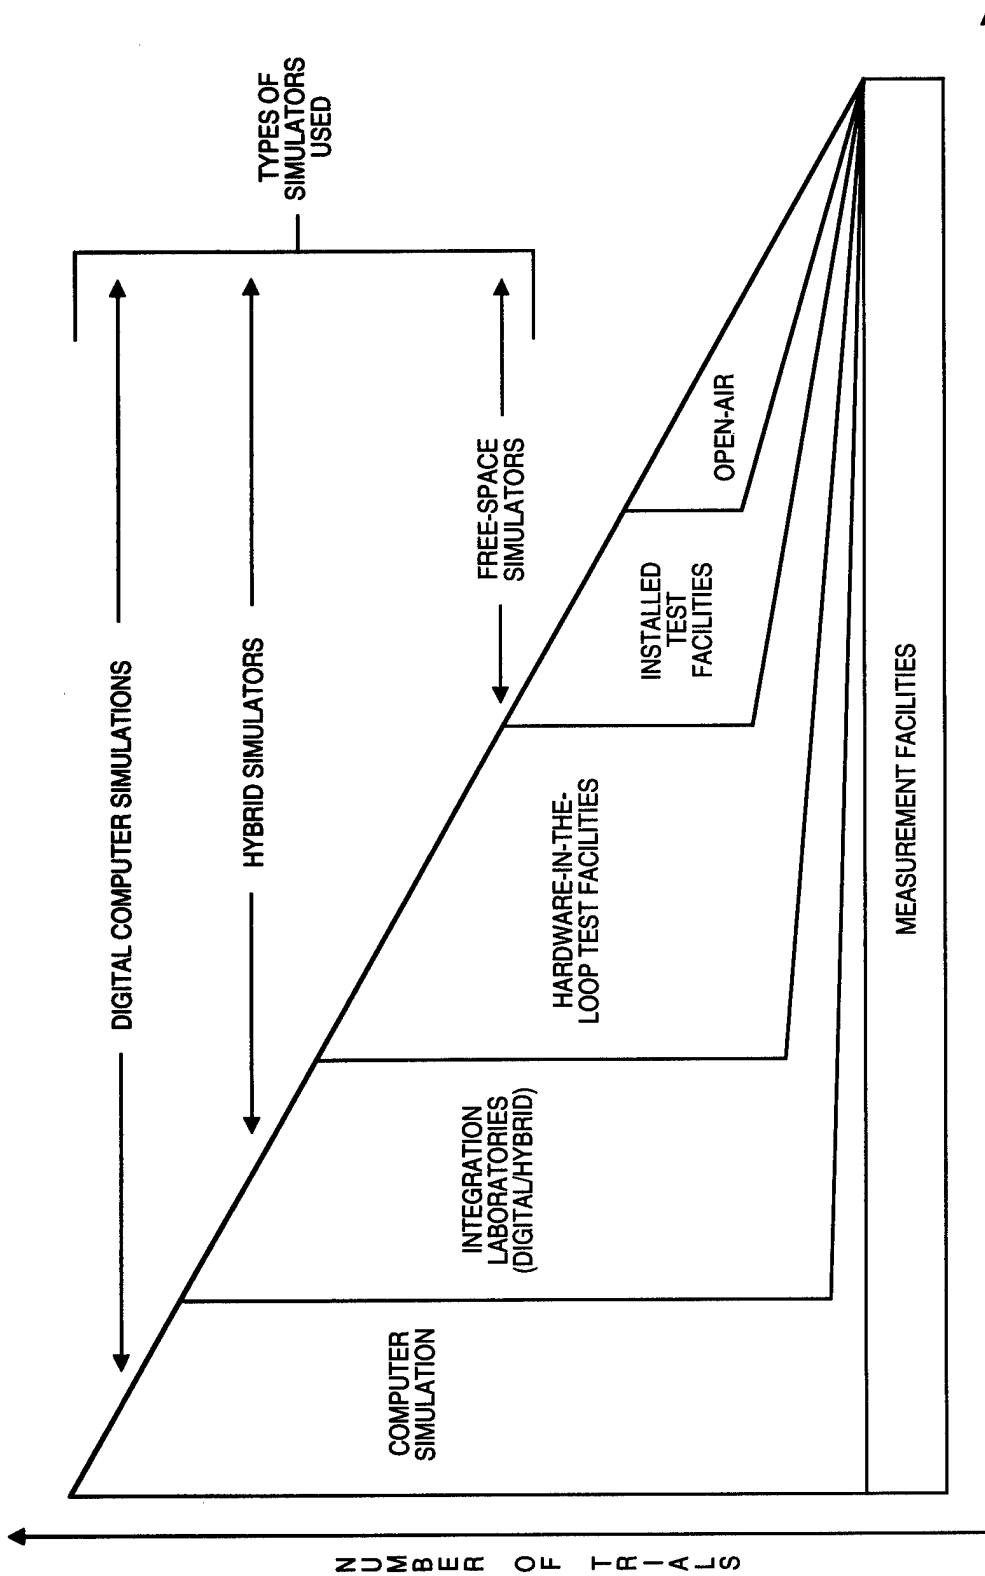 TYPES OF
SIMULATORS
USED
DIGITAL COMPUTER SIMULATIONS
HYBRID SIMULATORS
FREE-SPACE
SIMULATORS
COMPUTER
SIMULATION
INTEGRATION
LABORATORIES
(DIGITAL/HYBRID)
HARDWARE-IN-THE-
LOOP TEST FACILITIES
INSTALLED
TEST
FACILITIES
OPEN-AIR
MEASUREMENT FACILITIES
NUMBER OF TRIALS